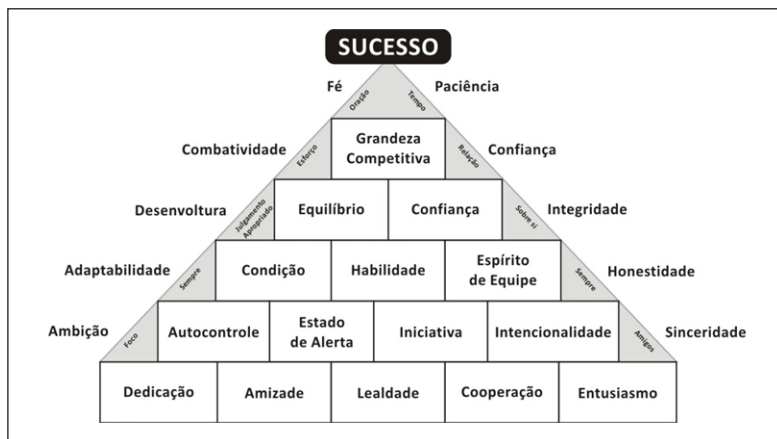 SUCESSO
Fé
Oração
Tempo
Paciência
Combatividade
Esforço
Grandeza
Competitiva
Relação
Confiança
Desenvoltura
Julgamento
Apropriado
Equilíbrio
Confiança
Sobre si
Integridade
Adaptabilidade
Sempre
Condição
Habilidade
Espírito
de Equipe
Sempre
Honestidade
Ambição
Foco
Autocontrole
Estado
de Alerta
Iniciativa
Intencionalidade
Amigos
Sinceridade
Dedicação
Amizade
Lealdade
Cooperação
Entusiasmo